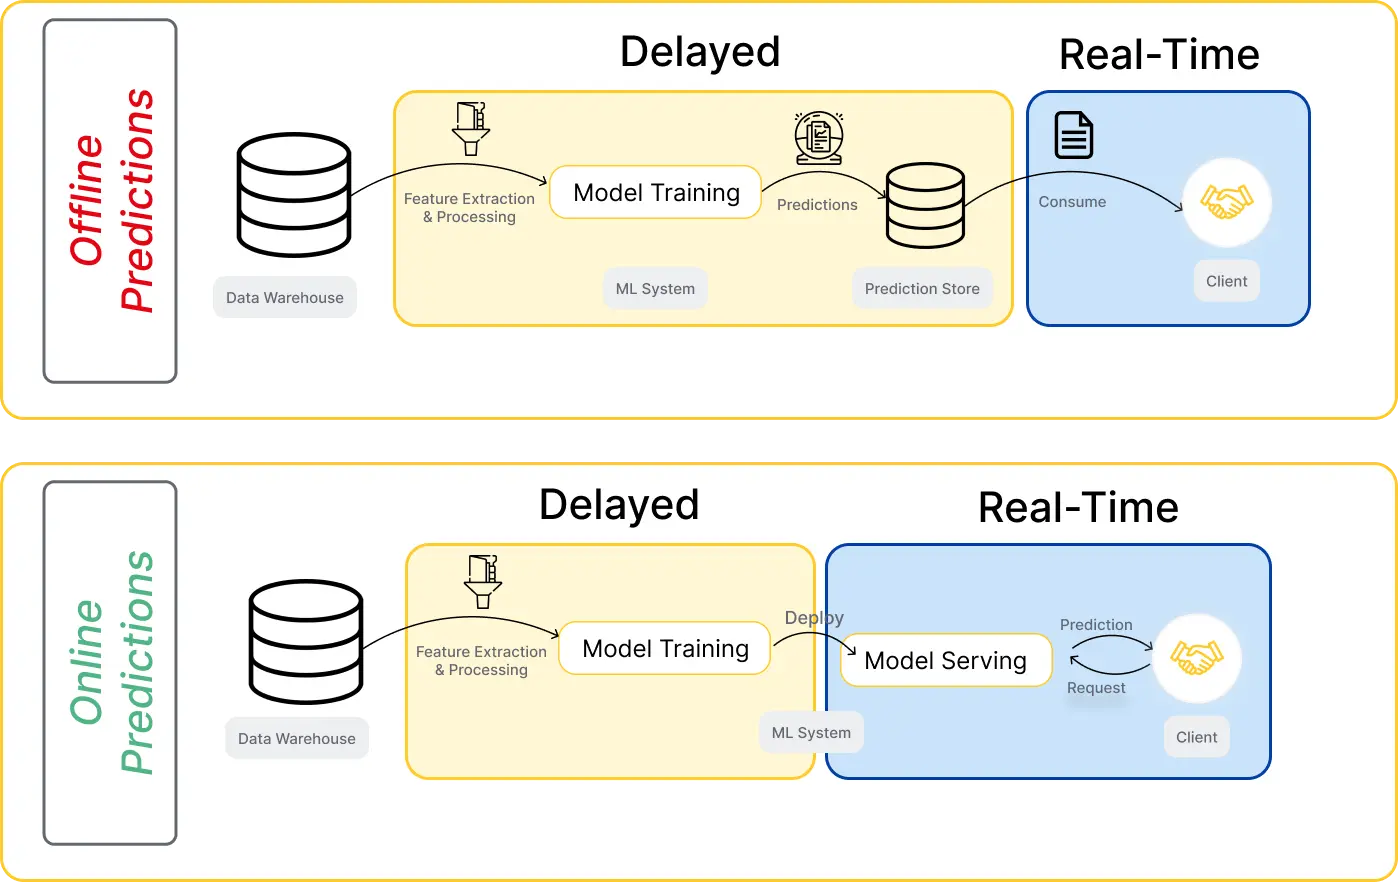 Offline
Predictions
Delayed
Real-Time
Feature Extraction
& Processing
Model Training
Predictions
Consume
Data Warehouse
ML System
Prediction Store
Client
Online
Predictions
Delayed
Real-Time
Feature Extraction
& Processing
Model Training
Deploy
Model Serving
Prediction
Request
Data Warehouse
ML System
Client